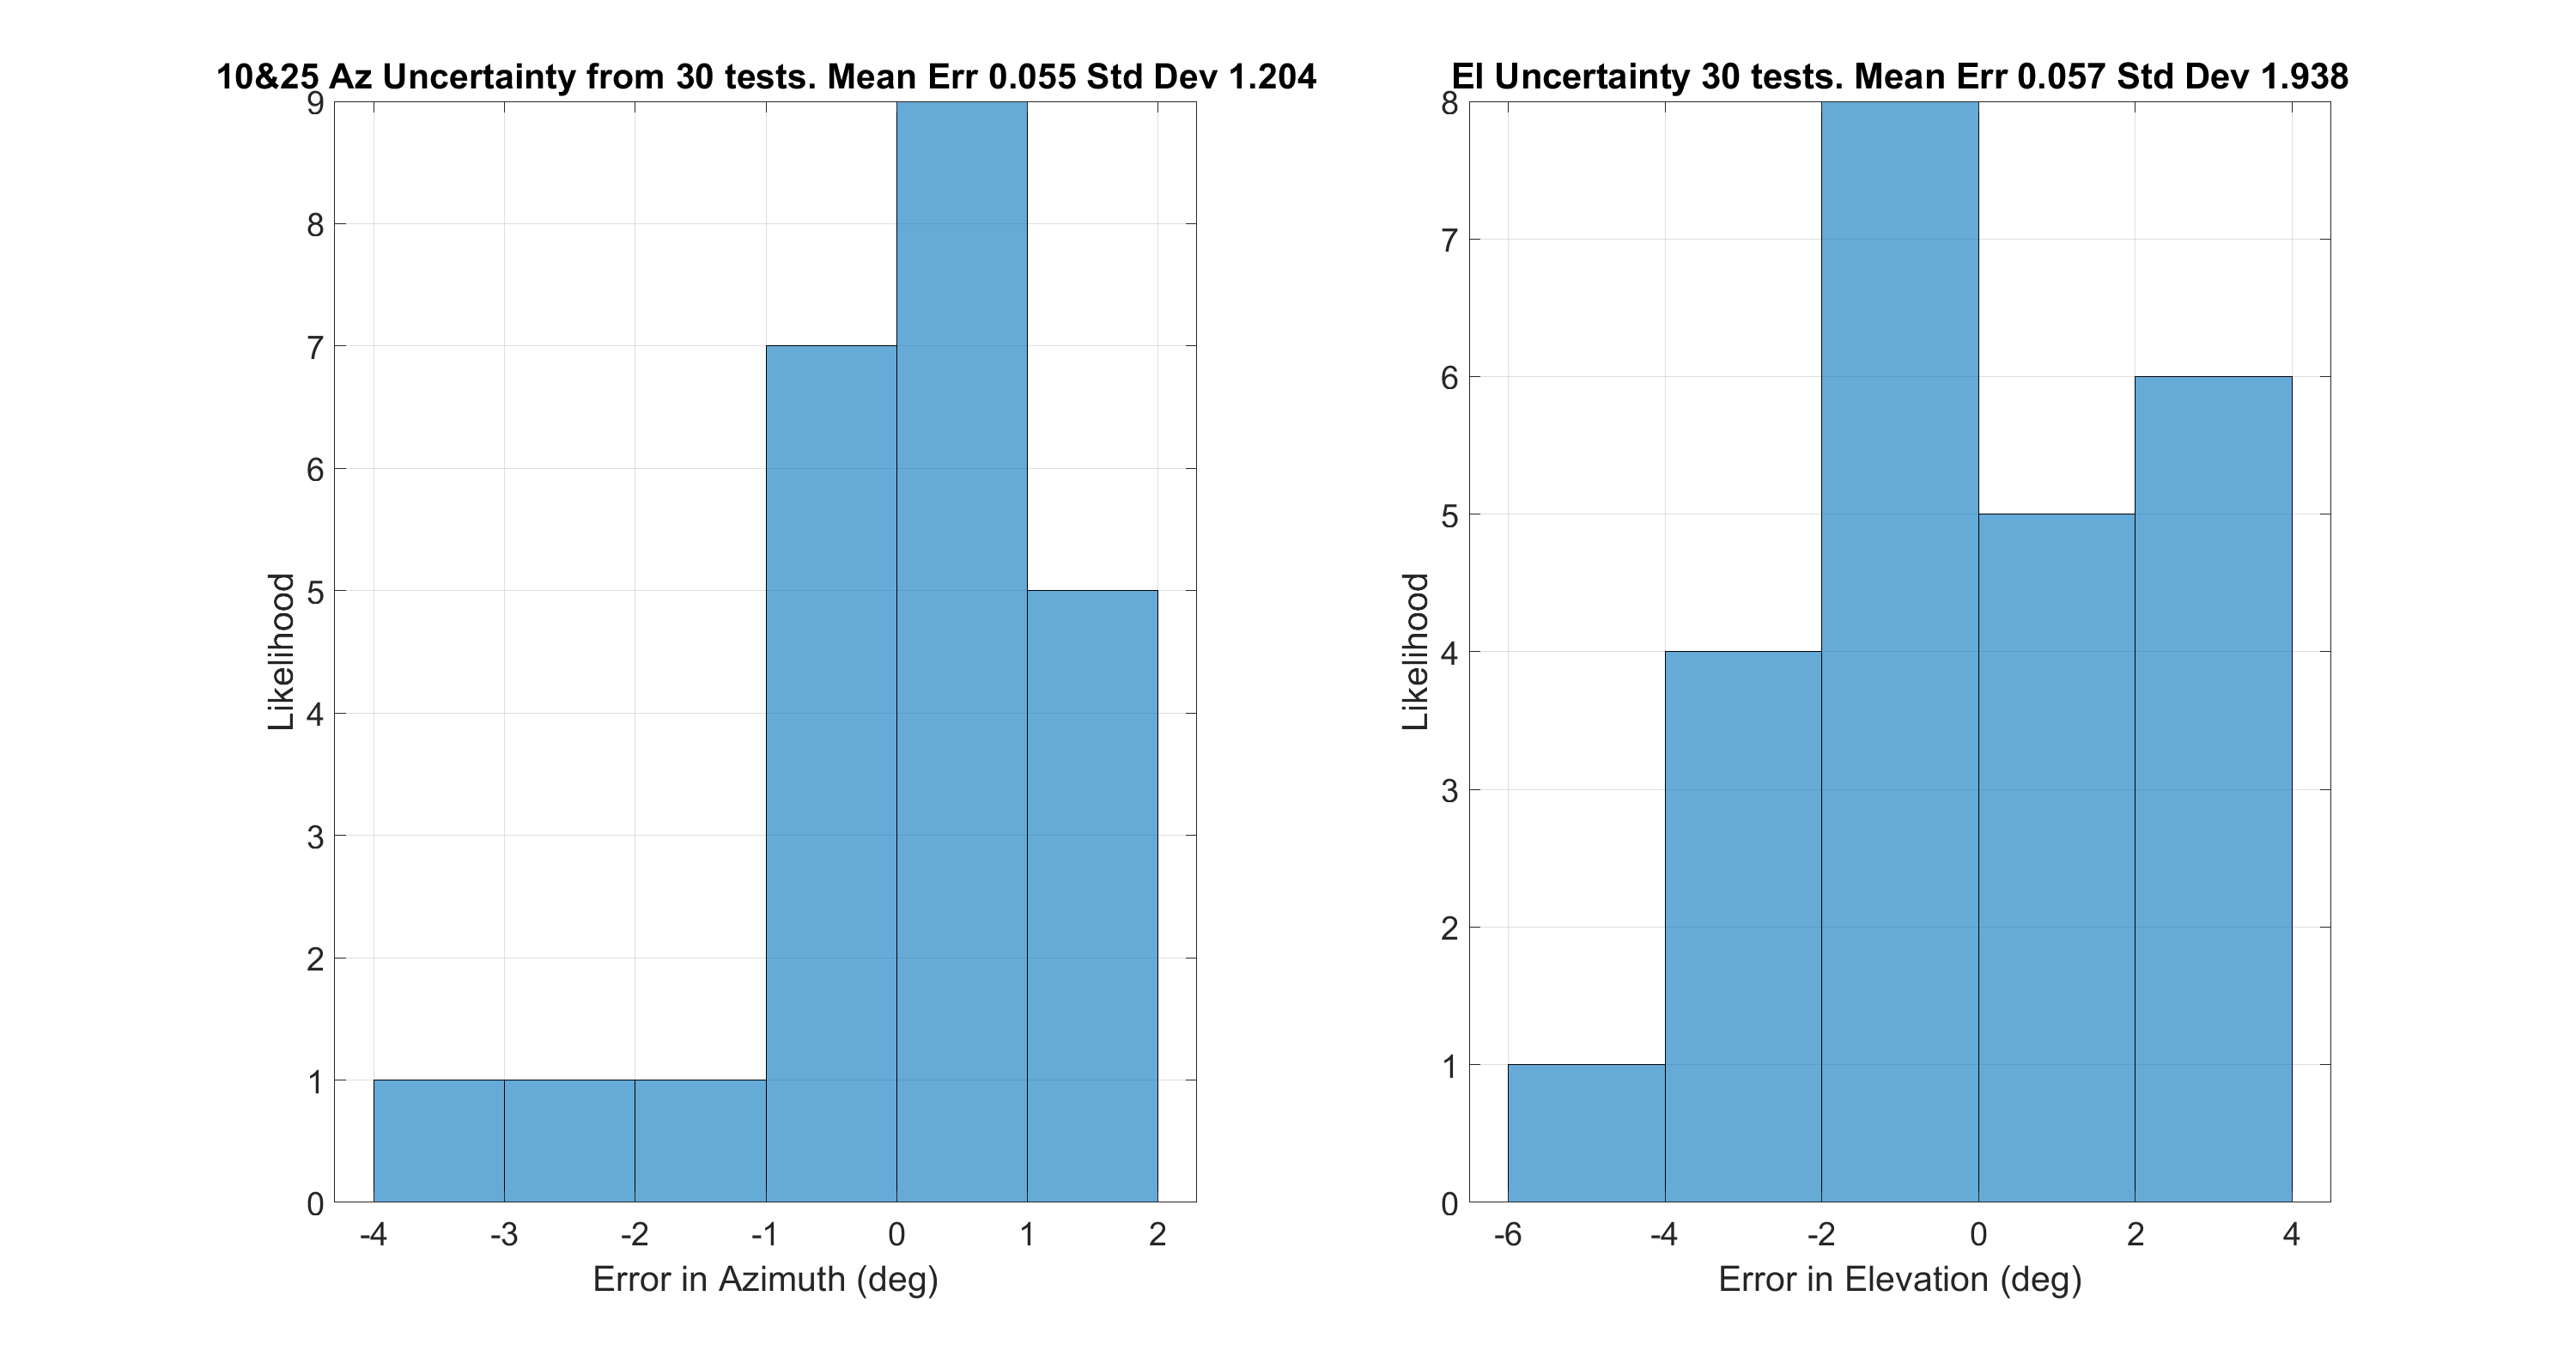 10&25 Az Uncertainty from 30 tests. Mean Err 0.055 Std Dev 1.204
9
8
7
6
5
4
3
2
1
0
Likelihood
-4 -3 -2 -1 0 1 2
Error in Azimuth (deg)
El Uncertainty 30 tests. Mean Err 0.057 Std Dev 1.938
8
7
6
5
4
3
2
1
0
Likelihood
-6 -4 -2 0 2 4
Error in Elevation (deg)